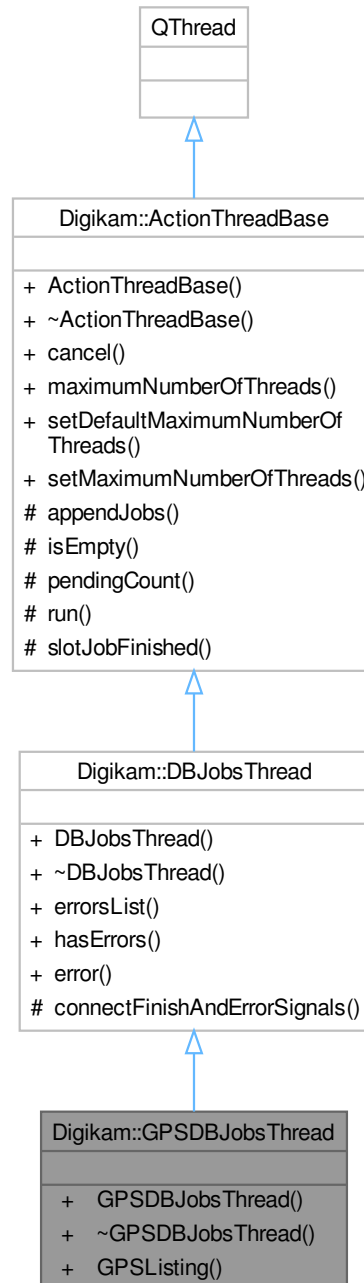 QThread
Digikam::ActionThreadBase
+ ActionThreadBase()
+ ~ActionThreadBase()
+ cancel()
+ maximumNumberOfThreads()
+ setDefaultMaximumNumberOf
Threads()
+ setMaximumNumberOfThreads()
# appendJobs()
# isEmpty()
# pendingCount()
# run()
# slotJobFinished()
Digikam::DBJobsThread
+ DBJobsThread()
+ ~DBJobsThread()
+ errorsList()
+ hasErrors()
+ error()
# connectFinishAndErrorSignals()
Digikam::GPSDBJobsThread
+ GPSDBJobsThread()
+ ~GPSDBJobsThread()
+ GPSListing()